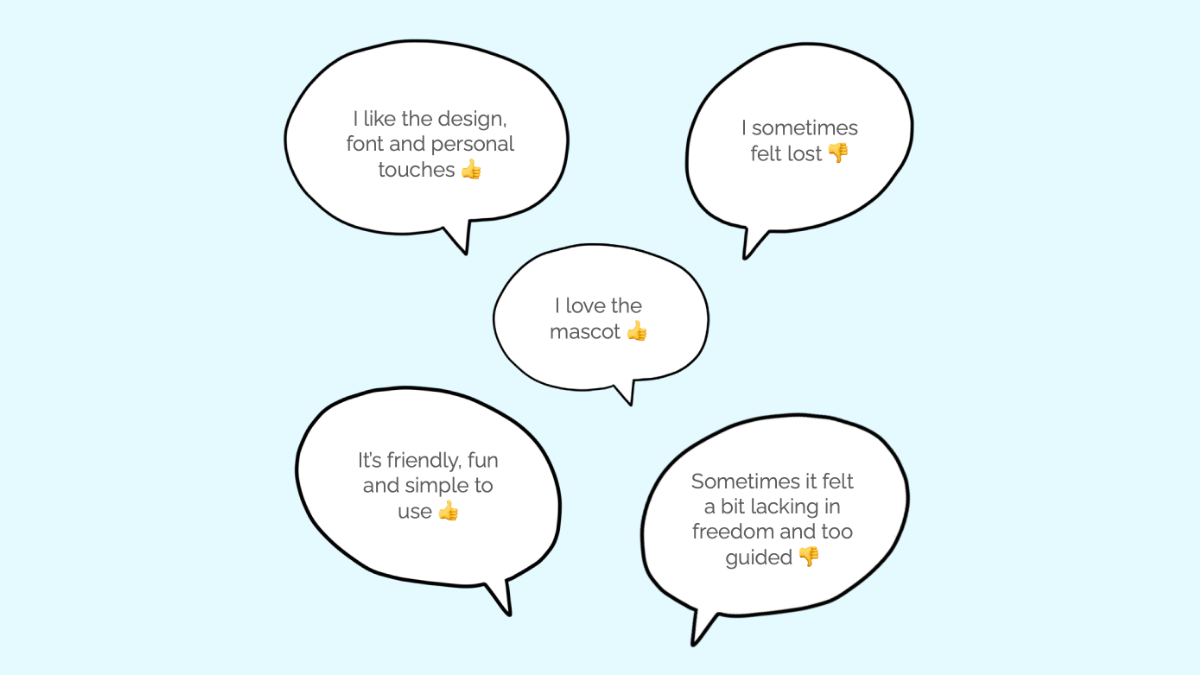 I like the design,
font and personal
touches 👍
I sometimes
felt lost 👎
I love the
mascot 👍
It's friendly, fun
and simple to
use 👍
Sometimes it felt
a bit lacking in
freedom and too
guided 👎